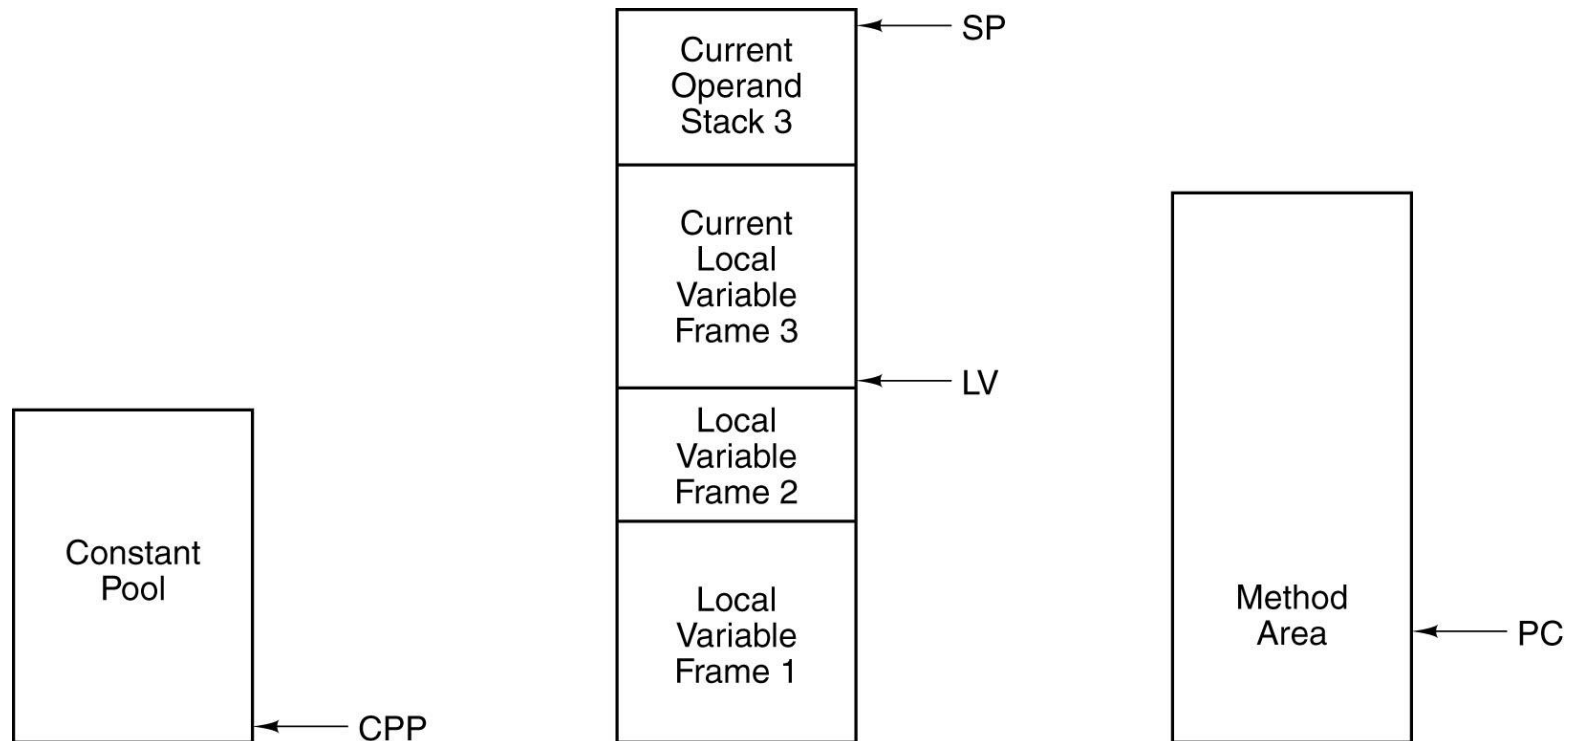 Constant
Pool
CPP
Current
Operand
Stack 3
SP
Current
Local
Variable
Frame 3
LV
Local
Variable
Frame 2
Local
Variable
Frame 1
Method
Area
PC